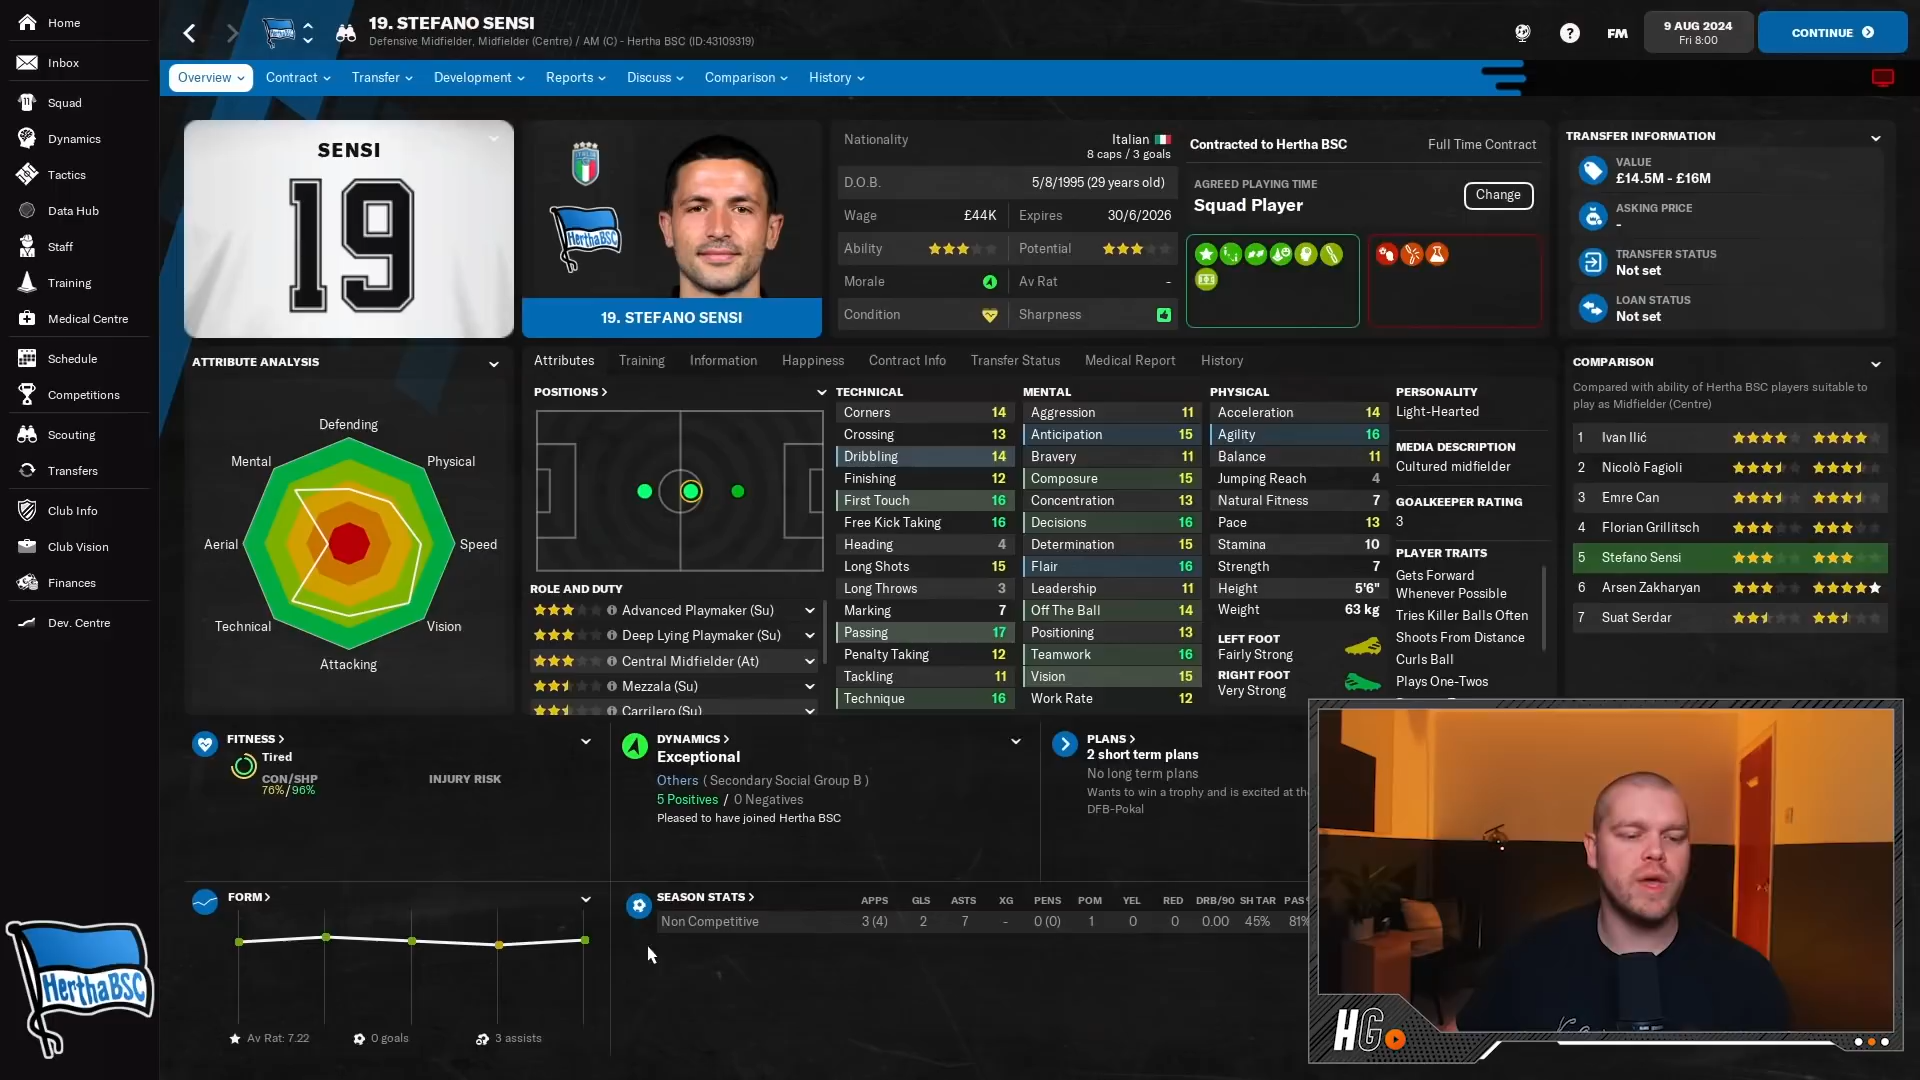 Home
Inbox
Squad
Dynamics
Tactics
Data Hub
Staff
Training
Medical Centre
Schedule
Competitions
Scouting
Transfers
Club Info
Club Vision
Finances
Dev. Centre
HerthaBSC
19. STEFANO SENSI
Defensive Midfielder, Midfielder (Centre) / AM (C) - Hertha BSC (ID:43109319)
FM
9 AUG 2024
Fri 8:00
CONTINUE
Overview
Contract
Transfer
Development
Reports
Discuss
Comparison
History
SENSI
19
ITALIA
HerthaBSC
19. STEFANO SENSI
Nationality Italian
8 caps / 3 goals
D.O.B. 5/8/1995 (29 years old)
Wage £44K Expires 30/6/2026
Ability Potential
Morale Av Rat -
Condition Sharpness
Contracted to Hertha BSC Full Time Contract
AGREED PLAYING TIME
Squad Player
Change
TRANSFER INFORMATION
VALUE
£14.5M - £16M
ASKING PRICE
-
TRANSFER STATUS
Not set
LOAN STATUS
Not set
ATTRIBUTE ANALYSIS
Defending
Mental Physical
Aerial Speed
Technical Vision
Attacking
Attributes Training Information Happiness Contract Info Transfer Status Medical Report History
POSITIONS >
ROLE AND DUTY
Advanced Playmaker (Su)
Deep Lying Playmaker (Su)
Central Midfielder (At)
Mezzala (Su)
Carrilero (Su)
TECHNICAL
Corners 14
Crossing 13
Dribbling 14
Finishing 12
First Touch 16
Free Kick Taking 16
Heading 4
Long Shots 15
Long Throws 3
Marking 7
Passing 17
Penalty Taking 12
Tackling 11
Technique 16
MENTAL
Aggression 11
Anticipation 15
Bravery 11
Composure 15
Concentration 13
Decisions 16
Determination 15
Flair 16
Leadership 11
Off The Ball 14
Positioning 13
Teamwork 16
Vision 15
Work Rate 12
PHYSICAL
Acceleration 14
Agility 16
Balance 11
Jumping Reach 4
Natural Fitness 7
Pace 13
Stamina 10
Strength 7
Height 5'6"
Weight 63 kg
LEFT FOOT
Fairly Strong
RIGHT FOOT
Very Strong
PERSONALITY
Light-Hearted
MEDIA DESCRIPTION
Cultured midfielder
GOALKEEPER RATING
3
PLAYER TRAITS
Gets Forward
Whenever Possible
Tries Killer Balls Often
Shoots From Distance
Curls Ball
Plays One-Twos
COMPARISON
Compared with ability of Hertha BSC players suitable to
play as Midfielder (Centre)
1 Ivan Ilić
2 Nicolò Fagioli
3 Emre Can
4 Florian Grillitsch
5 Stefano Sensi
6 Arsen Zakharyan
7 Suat Serdar
FITNESS >
Tired
CON/SHP
76%/96%
INJURY RISK
DYNAMICS >
Exceptional
Others ( Secondary Social Group B )
5 Positives / 0 Negatives
Pleased to have joined Hertha BSC
PLANS >
2 short term plans
No long term plans
Wants to win a trophy and is excited at the
DFB-Pokal
FORM >
Av Rat: 7.22
0 goals
3 assists
SEASON STATS > APPS GLS ASTS XG PENS POM YEL RED DRB/90 SH TAR PAS
Non Competitive 3 (4) 2 7 - 0 (0) 1 0 0 0.00 45% 81%
HG